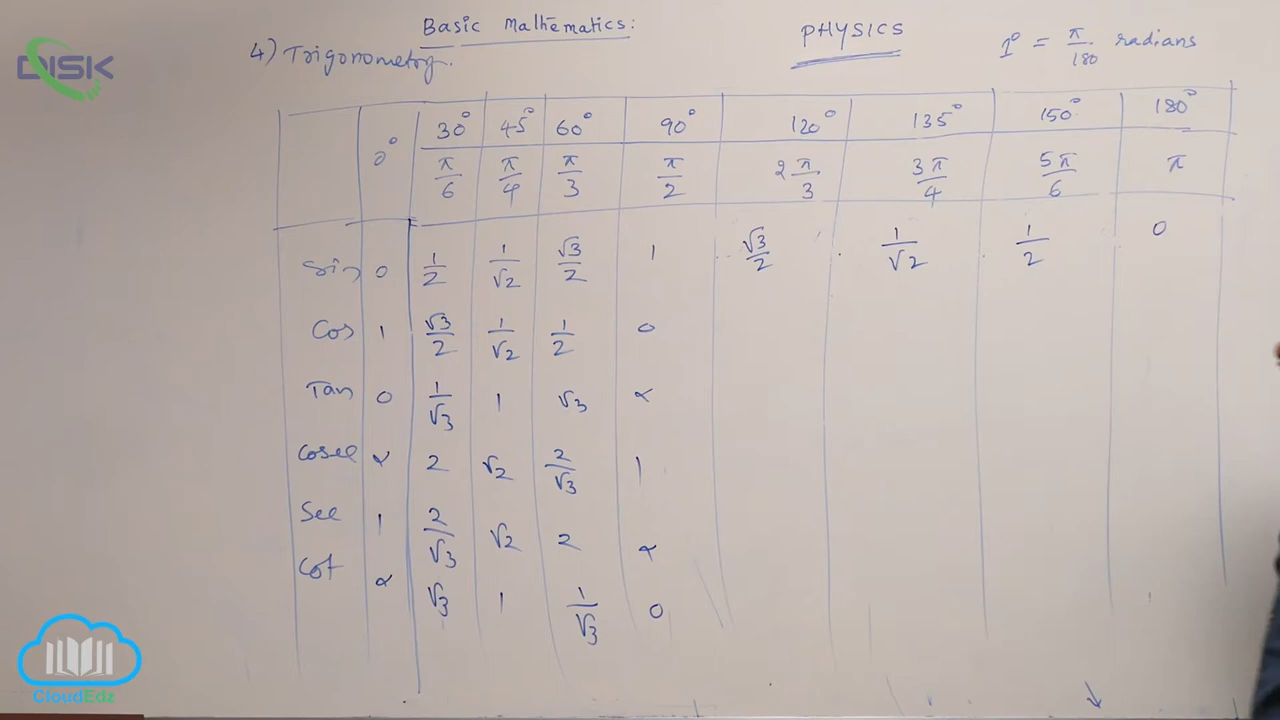 Basic Mathematics:
PHYSICS
1° = π/180 radians
4) Trigonometry.
DISK
0° 30° 45° 60° 90° 120° 135° 150° 180°
π/6 π/4 π/3 π/2 2π/3 3π/4 5π/6 π
Sin 0 1/2 1/√2 √3/2 1 √3/2 1/√2 1/2 0
Cos 1 √3/2 1/√2 1/2 0
Tan 0 1/√3 1 √3 α
Cosec α 2 √2 2/√3 1
Sec 1 2/√3 √2 2 α
Cot α √3 1 1/√3 0
CloudEdz